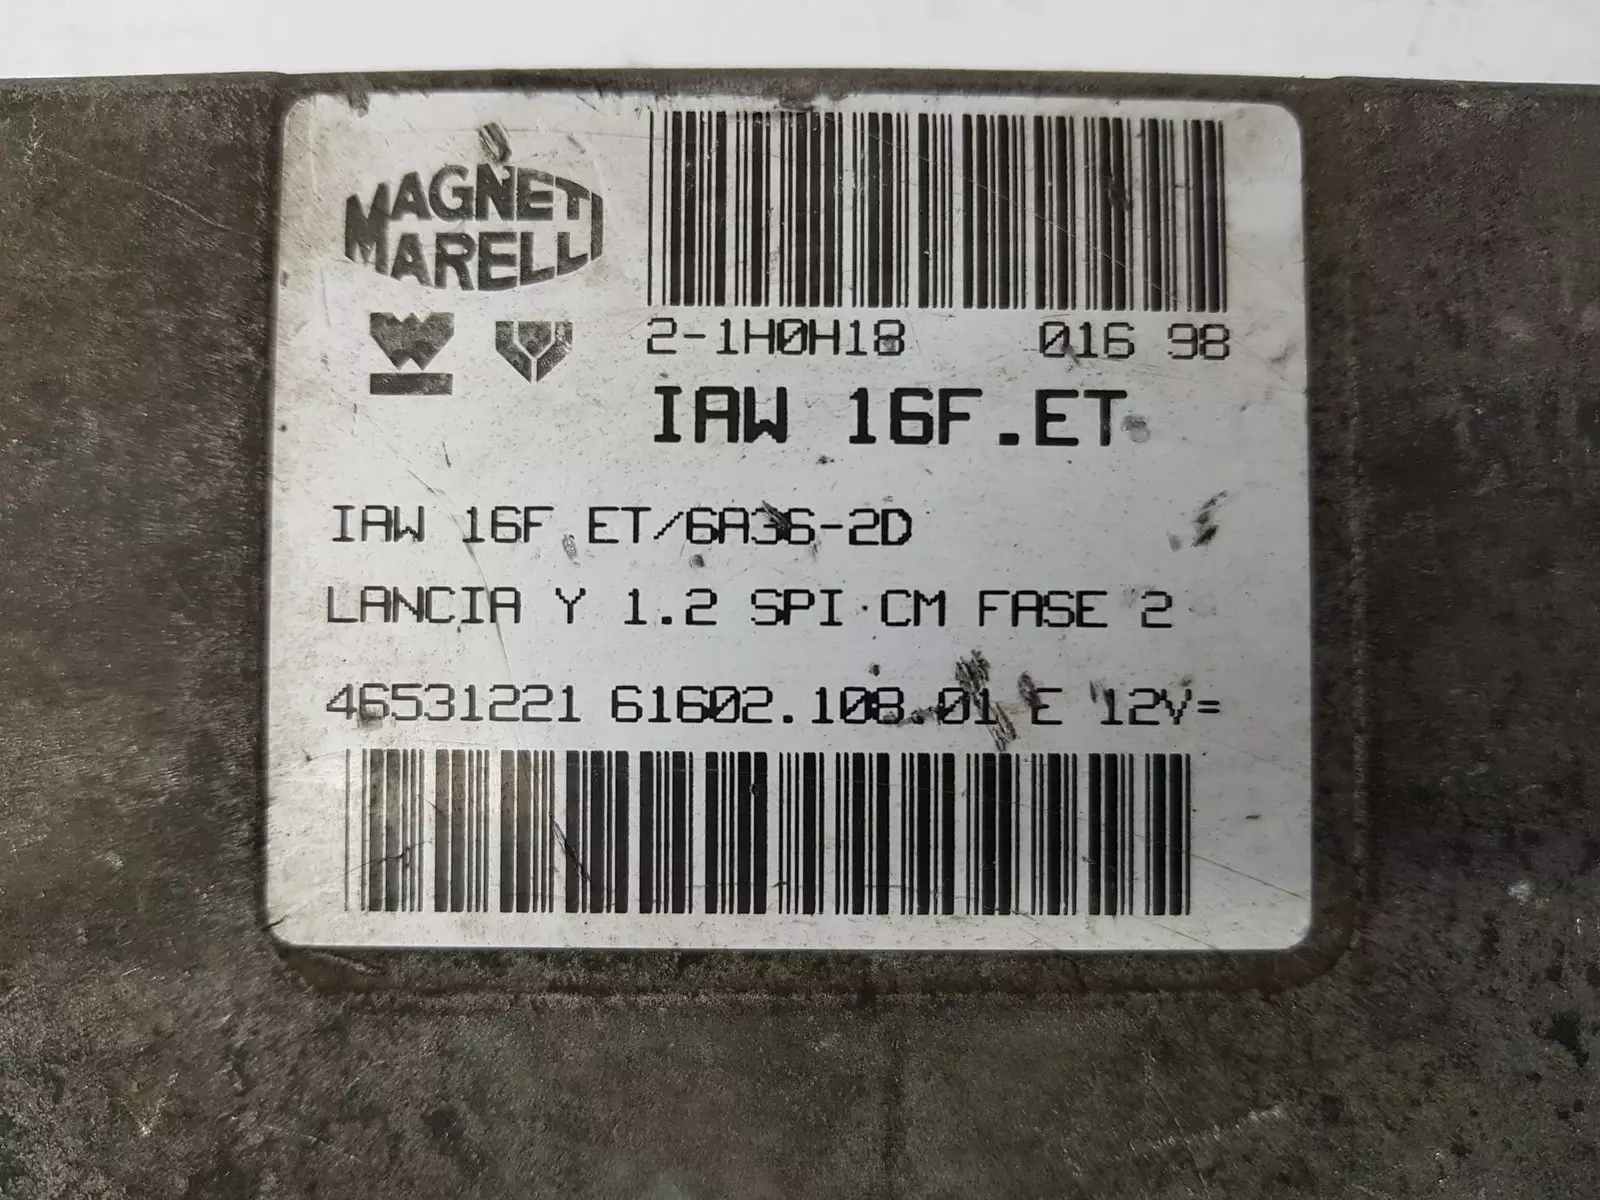 MAGNETI
MARELLI
2-1H0H18 016 98
IAW 16F.ET
IAW 16F ET/6A36-2D
LANCIA Y 1.2 SPI CM FASE 2
46531221 61602.108.01 E 12V=